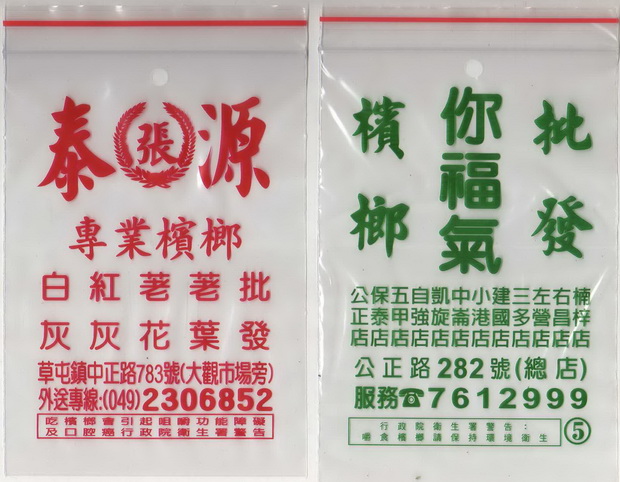 泰張源
專業檳榔
白紅荖荖批
灰灰花葉發
草屯鎮中正路783號(大觀市場旁)
外送專線:(049)2306852
吃檳榔會引起咀嚼功能障礙
及口腔癌行政院衛生署警告
檳榔
你福氣
批發
公保五自凱中小建三左右楠
正泰甲強旋崙港國多營昌梓
店店店店店店店店店店店店
公正路282號(總店)
服務☎7612999
行政院衛生署警告:
嚼食檳榔請保持環境衛生
⑤